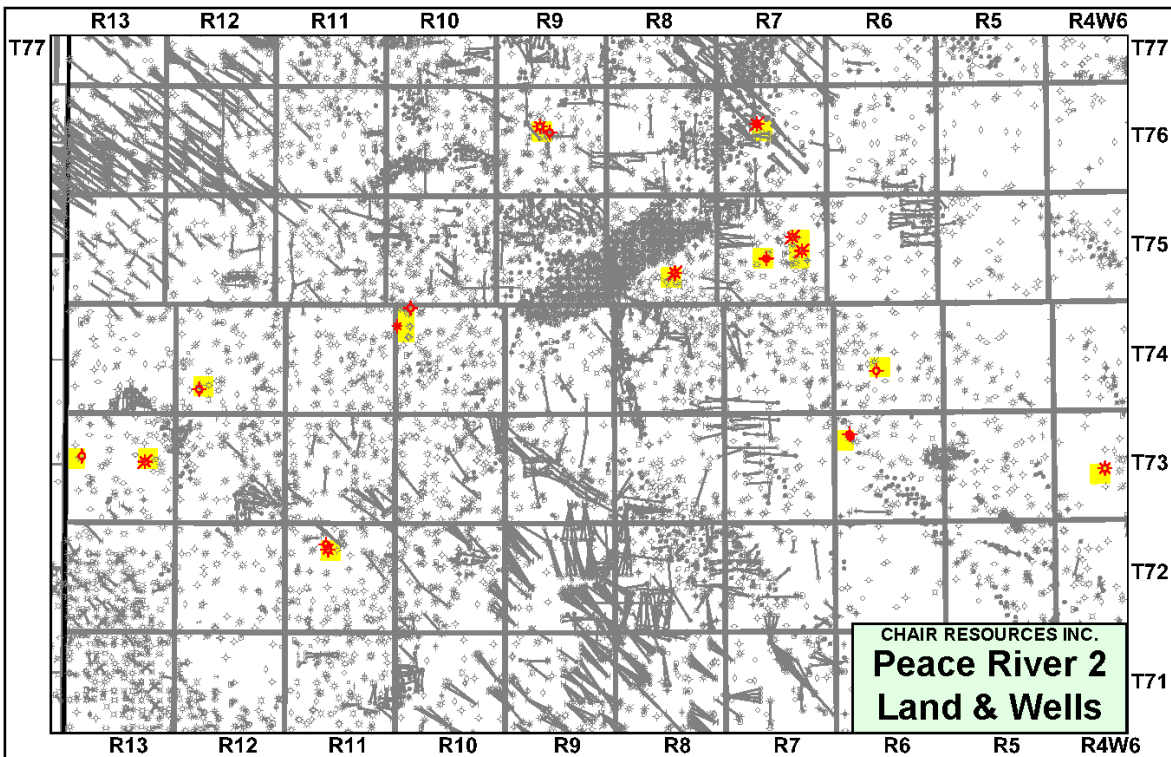 R13 R12 R11 R10 R9 R8 R7 R6 R5 R4W6
T77 T77
T76
T75
T74
T73
T72
T71
CHAIR RESOURCES INC.
Peace River 2
Land & Wells
R13 R12 R11 R10 R9 R8 R7 R6 R5 R4W6